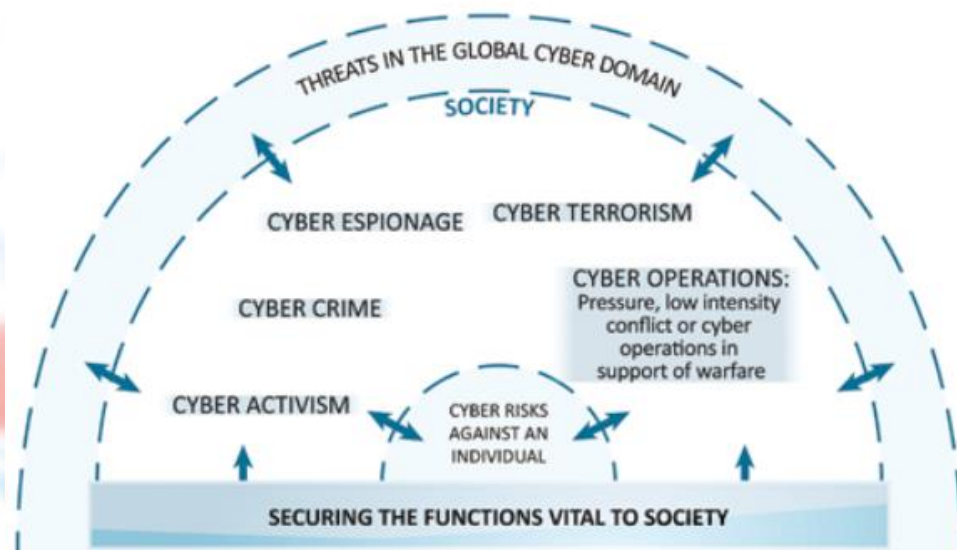 THREATS IN THE GLOBAL CYBER DOMAIN
SOCIETY
CYBER ESPIONAGE
CYBER TERRORISM
CYBER CRIME
CYBER OPERATIONS:
Pressure, low intensity
conflict or cyber
operations in
support of warfare
CYBER ACTIVISM
CYBER RISKS
AGAINST AN
INDIVIDUAL
SECURING THE FUNCTIONS VITAL TO SOCIETY